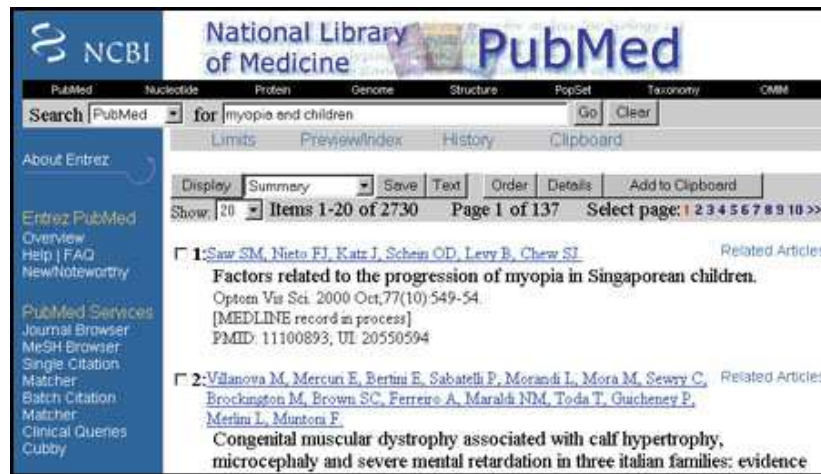 NCBI
National Library
of Medicine
PubMed
PubMed Nucleotide Protein Genome Structure PopSet Taxonomy OMIM
Search PubMed for myopia and children Go Clear
Limits Preview/Index History Clipboard
About Entrez
Display Summary Save Text Order Details Add to Clipboard
Show: 20 Items 1-20 of 2730 Page 1 of 137 Select page: 1 2 3 4 5 6 7 8 9 10 >>
Entrez PubMed
Overview
Help | FAQ
New/Noteworthy
PubMed Services
Journal Browser
MeSH Browser
Single Citation
Matcher
Batch Citation
Matcher
Clinical Queries
Cubby
1: Saw SM, Nieto FJ, Katz J, Schein OD, Levy B, Chew SJ. Related Articles
Factors related to the progression of myopia in Singaporean children.
Optom Vis Sci. 2000 Oct;77(10):549-54.
[MEDLINE record in process]
PMID: 11100893; UI: 20550594
2: Villanova M, Mercuri E, Bertini E, Sabatelli P, Morandi L, Mora M, Sewry C, Related Articles
Brockington M, Brown SC, Ferreiro A, Maraldi NM, Toda T, Guicheney P,
Merlini L, Muntoni F.
Congenital muscular dystrophy associated with calf hypertrophy,
microcephaly and severe mental retardation in three italian families: evidence